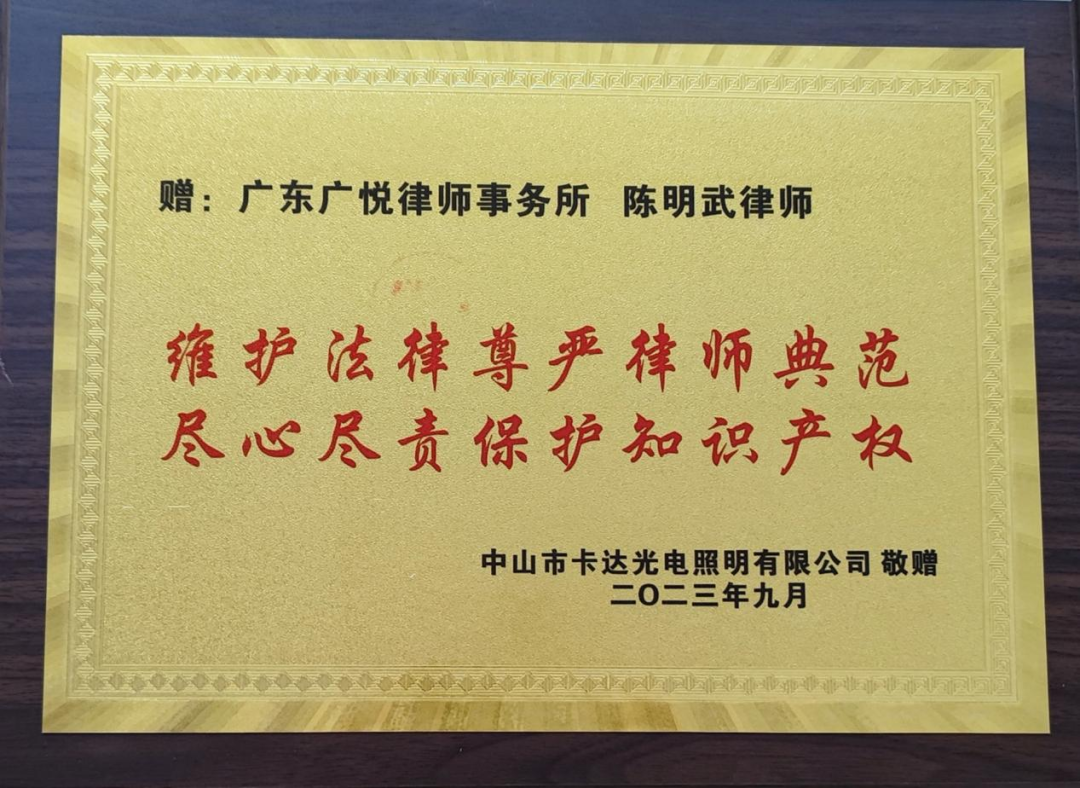 赠：广东广悦律师事务所 陈明武律师
维护法律尊严律师典范
尽心尽责保护知识产权
中山市卡达光电照明有限公司 敬赠
二〇二三年九月